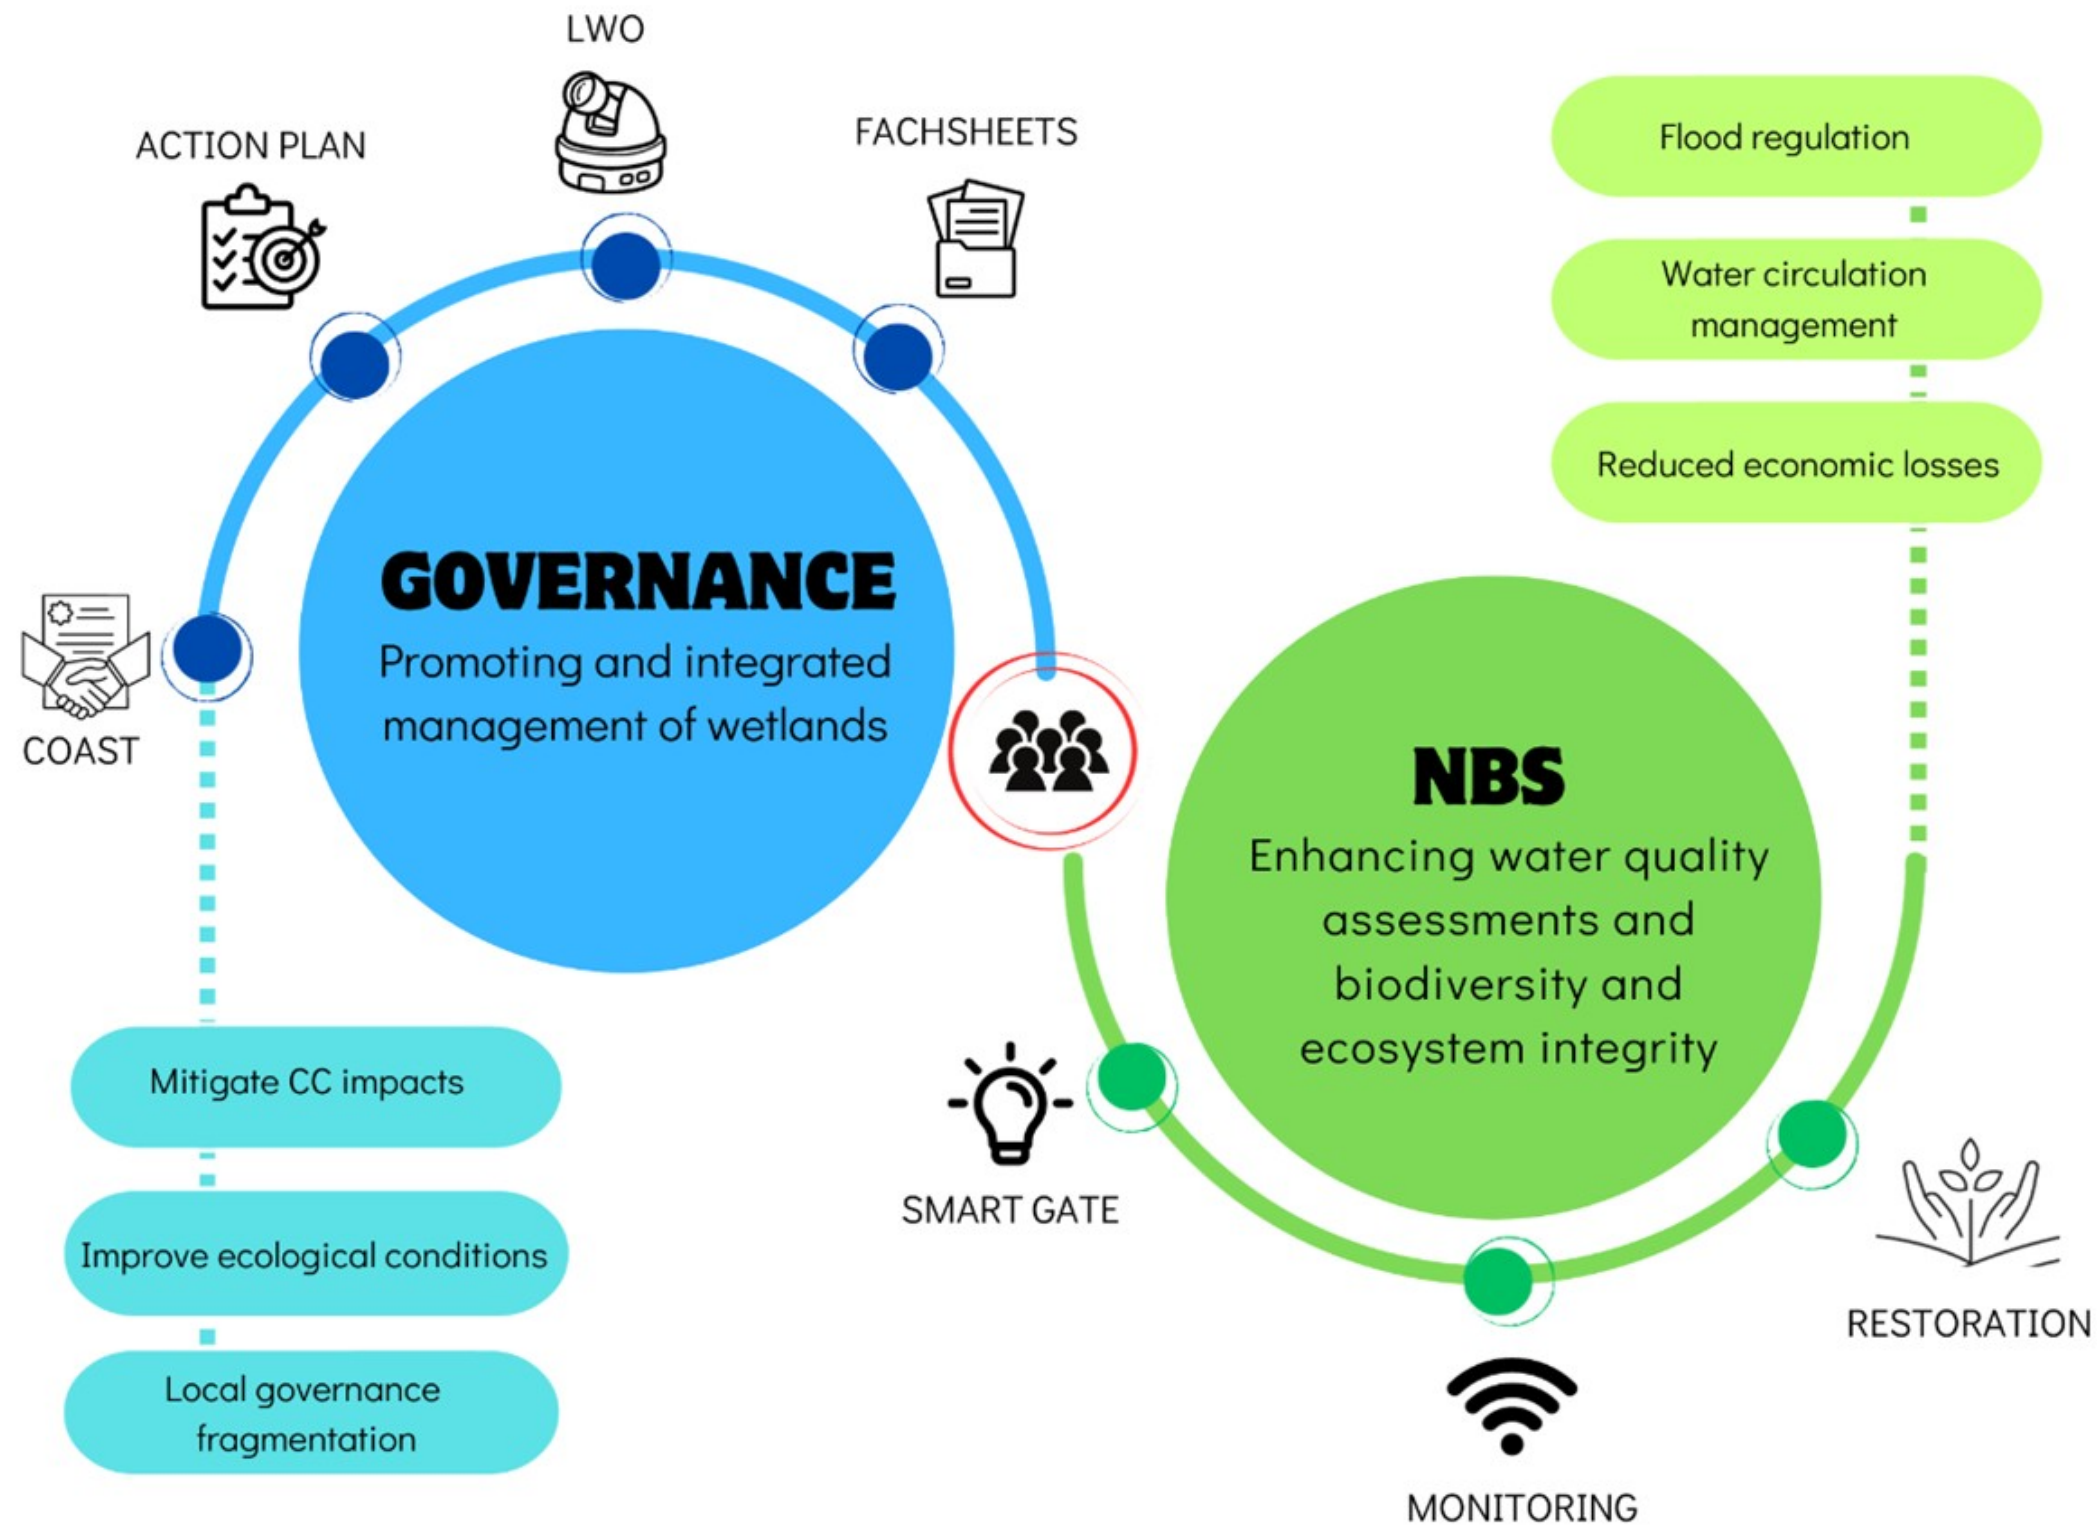 LWO
ACTION PLAN
FACHSHEETS
COAST
GOVERNANCE
Promoting and integrated
management of wetlands
Mitigate CC impacts
Improve ecological conditions
Local governance
fragmentation
Flood regulation
Water circulation
management
Reduced economic losses
NBS
Enhancing water quality
assessments and
biodiversity and
ecosystem integrity
SMART GATE
MONITORING
RESTORATION